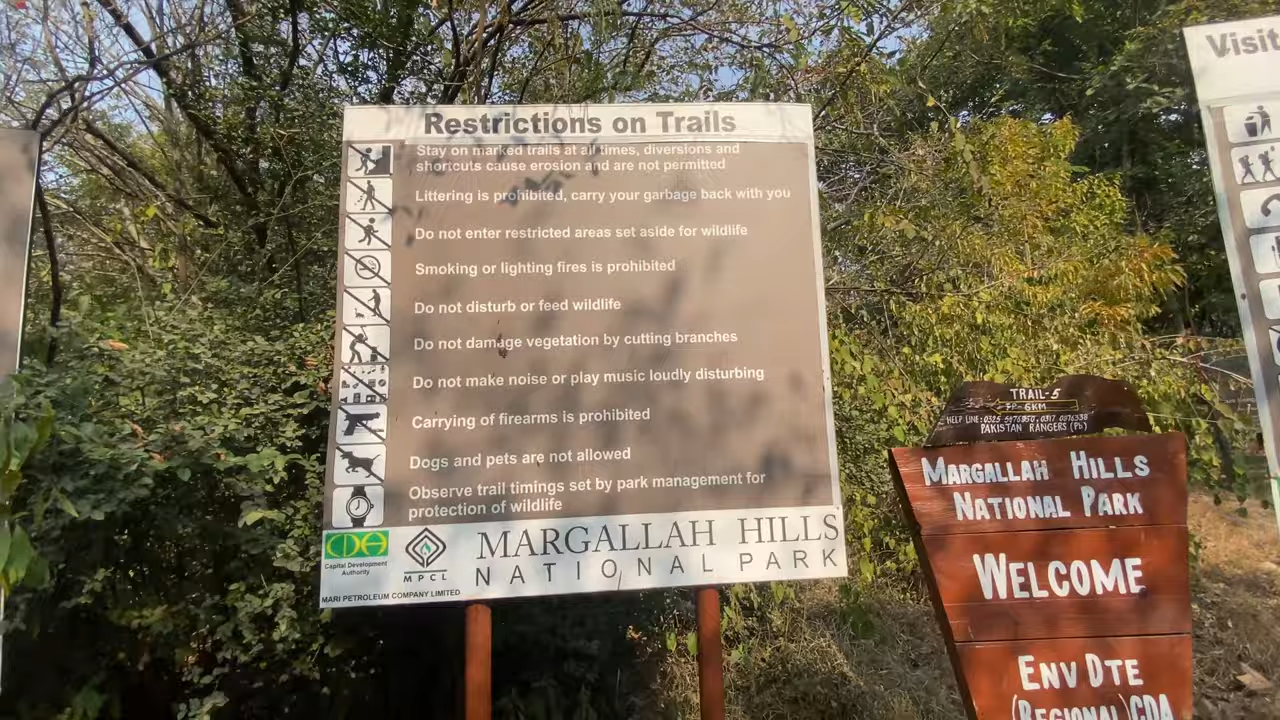 Restrictions on Trails
Stay on marked trails at all times, diversions and
shortcuts cause erosion and are not permitted
Littering is prohibited, carry your garbage back with you
Do not enter restricted areas set aside for wildlife
Smoking or lighting fires is prohibited
Do not disturb or feed wildlife
Do not damage vegetation by cutting branches
Do not make noise or play music loudly disturbing
Carrying of firearms is prohibited
Dogs and pets are not allowed
Observe trail timings set by park management for
protection of wildlife
CDA
Capital Development
Authority
MPCL
MARI PETROLEUM COMPANY LIMITED
MARGALLAH HILLS
NATIONAL PARK
TRAIL-5
6KM
HELP LINE:
PAKISTAN RANGERS (Pb)
MARGALLAH HILLS
NATIONAL PARK
WELCOME
ENV DTE
(REGIONAL) CDA
Visit